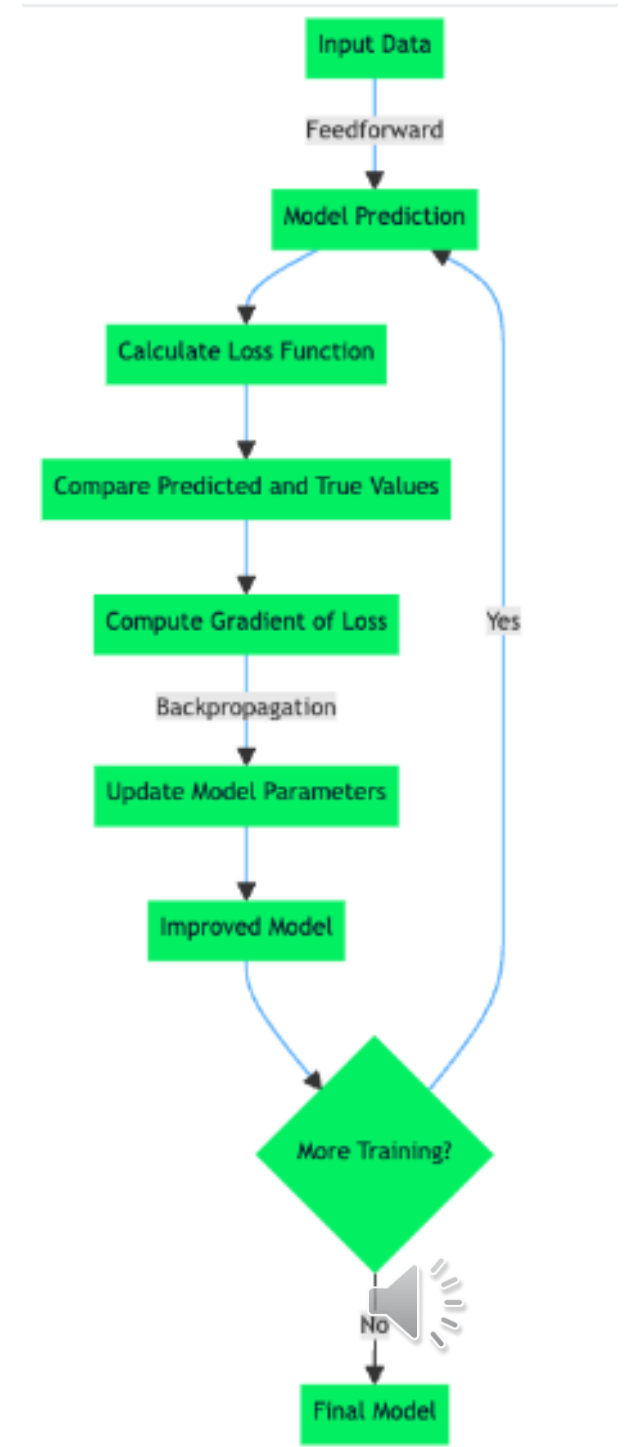 Input Data
Feedforward
Model Prediction
Calculate Loss Function
Compare Predicted and True Values
Compute Gradient of Loss
Yes
Backpropagation
Update Model Parameters
Improved Model
More Training?
No
Final Model